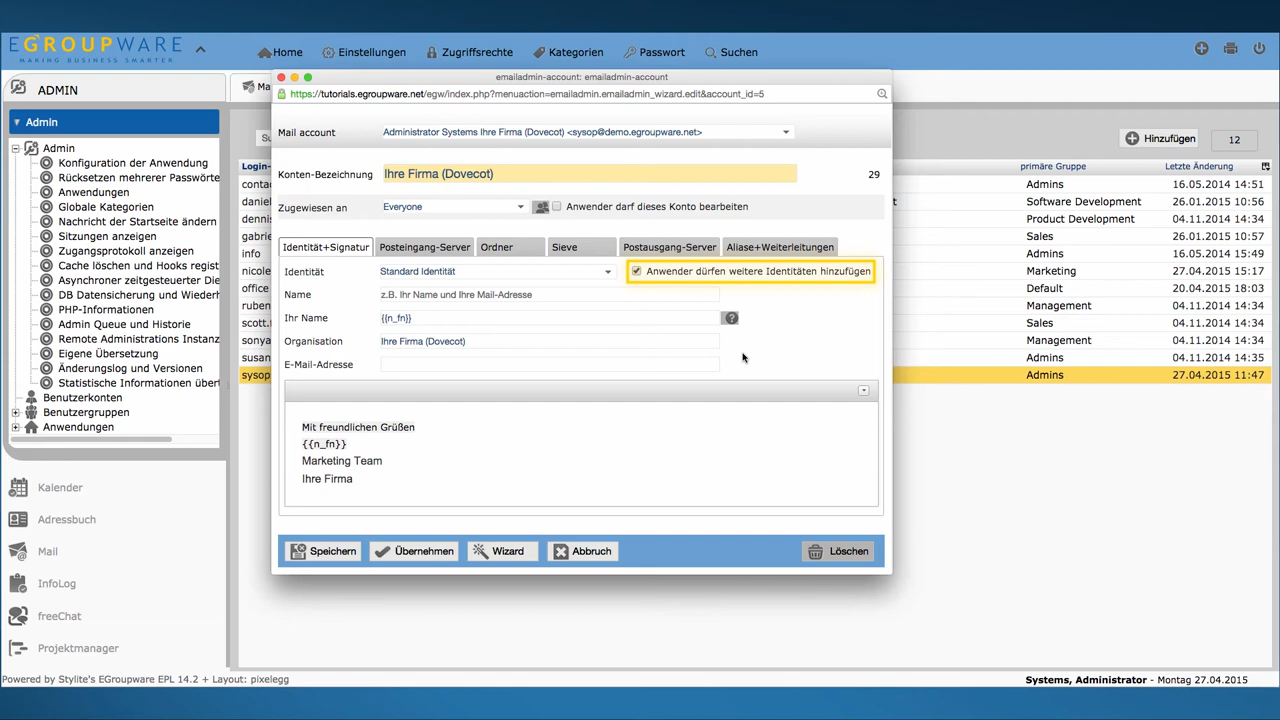 EGROUPWARE
MAKING BUSINESS SMARTER
Home
Einstellungen
Zugriffsrechte
Kategorien
Passwort
Suchen
ADMIN
Admin
Admin
Konfiguration der Anwendung
Rücksetzen mehrerer Passworte
Anwendungen
Globale Kategorien
Nachricht der Startseite ändern
Sitzungen anzeigen
Zugangsprotokoll anzeigen
Cache löschen und Hooks regist
Asynchroner zeitgesteuerter Die
DB Datensicherung und Wiederh
PHP-Informationen
Admin Queue und Historie
Remote Administrations Instanz
Eigene Übersetzung
Änderungslog und Versionen
Statistische Informationen übert
Benutzerkonten
Benutzergruppen
Anwendungen
Kalender
Adressbuch
Mail
InfoLog
freeChat
Projektmanager
Ma
Su
Hinzufügen
12
Login-
primäre Gruppe
Letzte Änderung
conta
Admins
16.05.2014 14:51
daniel
t
Software Development
26.01.2015 10:51
denni
Product Development
04.11.2014 14:33
gabrie
Sales
26.01.2015 10:56
info
Admins
16.04.2015 15:49
nicole
Marketing
27.04.2015 15:17
office
Default
20.04.2015 18:03
ruben
Management
04.11.2014 14:33
scott.
Sales
04.11.2014 14:33
sonya
Management
04.11.2014 14:33
susan
Admins
04.11.2014 14:35
sysop
Admins
27.04.2015 11:47
emailadmin-account: emailadmin-account
https://tutorials.egroupware.net/egw/index.php?menuaction=emailadmin.emailadmin_wizard.edit&account_id=5
Mail account
Administrator Systems Ihre Firma (Dovecot) <sysop@demo.egroupware.net>
Konten-Bezeichnung
Ihre Firma (Dovecot)
29
Zugewiesen an
Everyone
Anwender darf dieses Konto bearbeiten
Identität+Signatur
Posteingang-Server
Ordner
Sieve
Postausgang-Server
Aliase+Weiterleitungen
Identität
Standard Identität
Anwender dürfen weitere Identitäten hinzufügen
Name
z.B. Ihr Name und Ihre Mail-Adresse
Ihr Name
{{n_fn}}
Organisation
Ihre Firma (Dovecot)
E-Mail-Adresse
Mit freundlichen Grüßen
{{n_fn}}
Marketing Team
Ihre Firma
Speichern
Übernehmen
Wizard
Abbruch
Löschen
Powered by Stylite's EGroupware EPL 14.2 + Layout: pixelegg
Systems, Administrator - Montag 27.04.2015